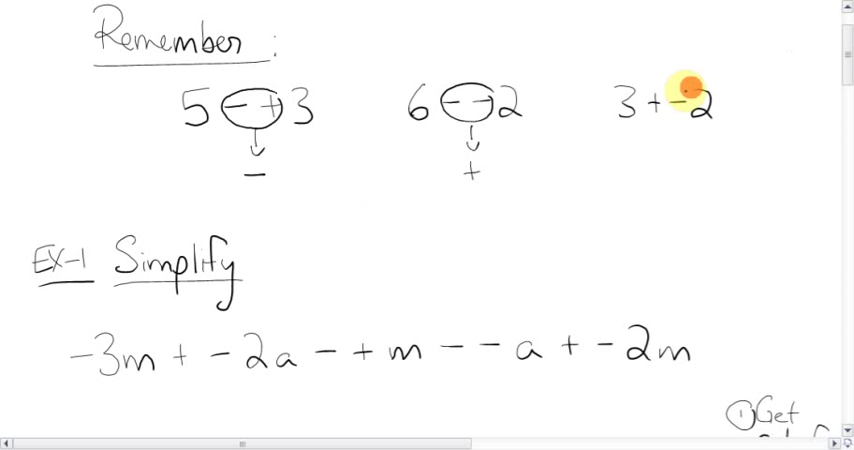 Remember :
5 - +3 6 - -2 3 + -2
- +
EX-1 Simplify
-3m + -2a - +m - -a + -2m
① Get